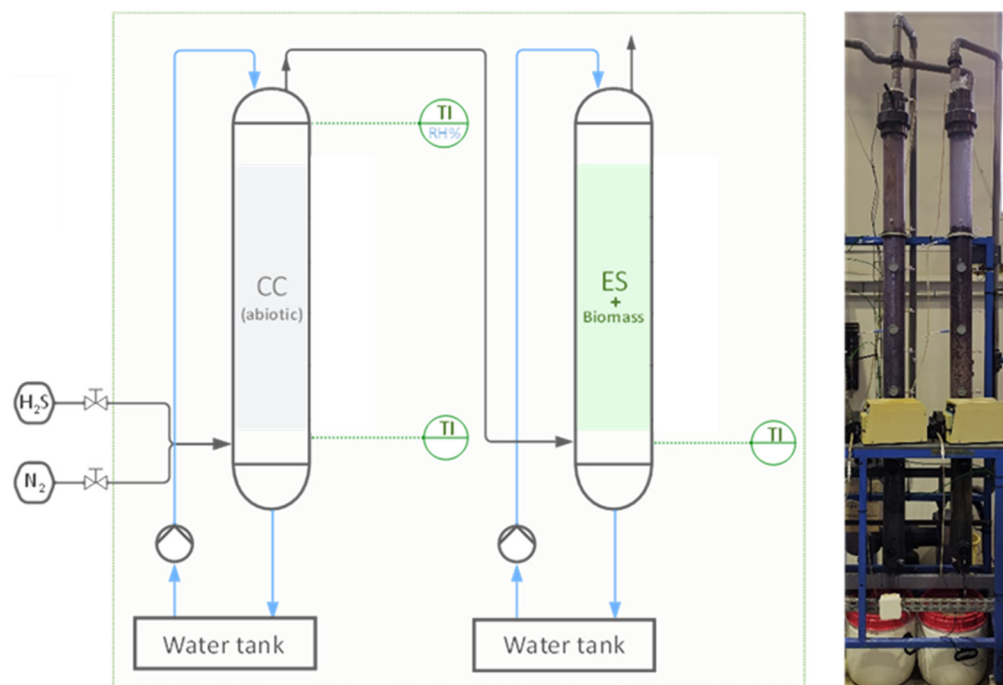 TI
RH%
CC
(abiotic)
ES
+
Biomass
H₂S
TI
TI
N₂
Water tank
Water tank